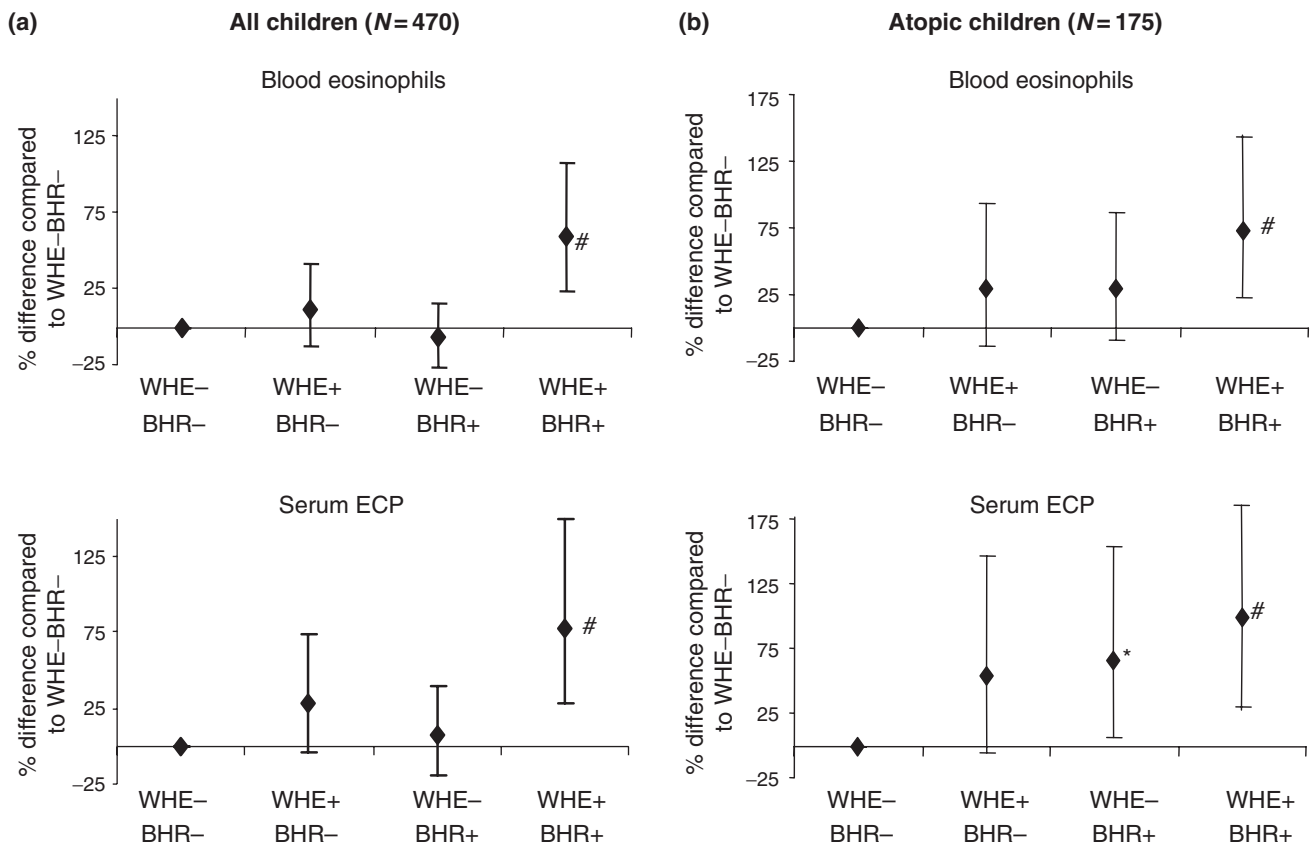 (a) All children (N=470)
Blood eosinophils
% difference compared
to WHE–BHR–
125
75
25
–25
WHE– WHE+ WHE– WHE+
BHR– BHR– BHR+ BHR+
#
Serum ECP
% difference compared
to WHE–BHR–
125
75
25
–25
WHE– WHE+ WHE– WHE+
BHR– BHR– BHR+ BHR+
#
(b) Atopic children (N=175)
Blood eosinophils
% difference compared
to WHE–BHR–
175
125
75
25
–25
WHE– WHE+ WHE– WHE+
BHR– BHR– BHR+ BHR+
#
Serum ECP
% difference compared
to WHE–BHR–
175
125
75
25
–25
WHE– WHE+ WHE– WHE+
BHR– BHR– BHR+ BHR+
* #